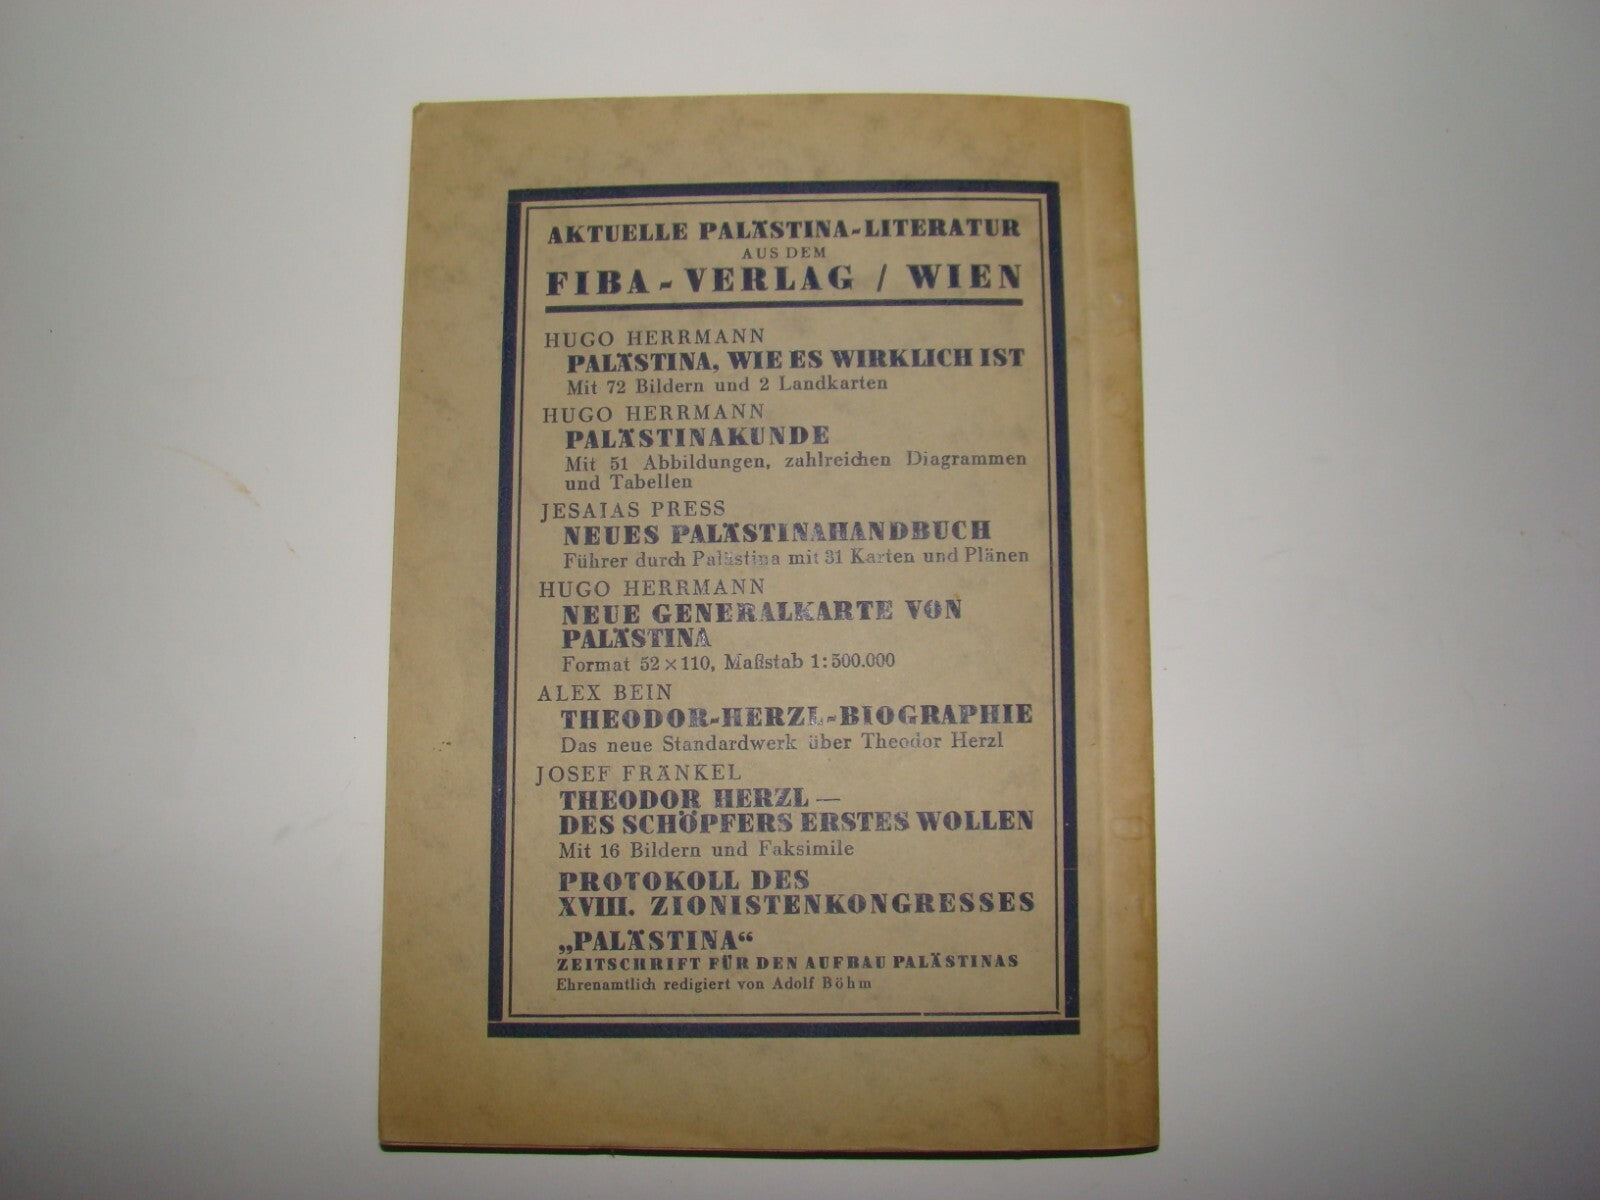 AKTUELLE PALÄSTINA-LITERATUR
AUS DEM
FIBA - VERLAG / WIEN
HUGO HERRMANN
PALÄSTINA, WIE ES WIRKLICH IST
Mit 72 Bildern und 2 Landkarten
HUGO HERRMANN
PALÄSTINAKUNDE
Mit 51 Abbildungen, zahlreichen Diagrammen
und Tabellen
JESAIAS PRESS
NEUES PALÄSTINAHANDBUCH
Führer durch Palästina mit 31 Karten und Plänen
HUGO HERRMANN
NEUE GENERALKARTE VON
PALÄSTINA
Format 52 × 110, Maßstab 1:500.000
ALEX BEIN
THEODOR-HERZL-BIOGRAPHIE
Das neue Standardwerk über Theodor Herzl
JOSEF FRÄNKEL
THEODOR HERZL —
DES SCHÖPFERS ERSTES WOLLEN
Mit 16 Bildern und Faksimile
PROTOKOLL DES
XVIII. ZIONISTENKONGRESSES
„PALÄSTINA“
ZEITSCHRIFT FÜR DEN AUFBAU PALÄSTINAS
Ehrenamtlich redigiert von Adolf Böhm